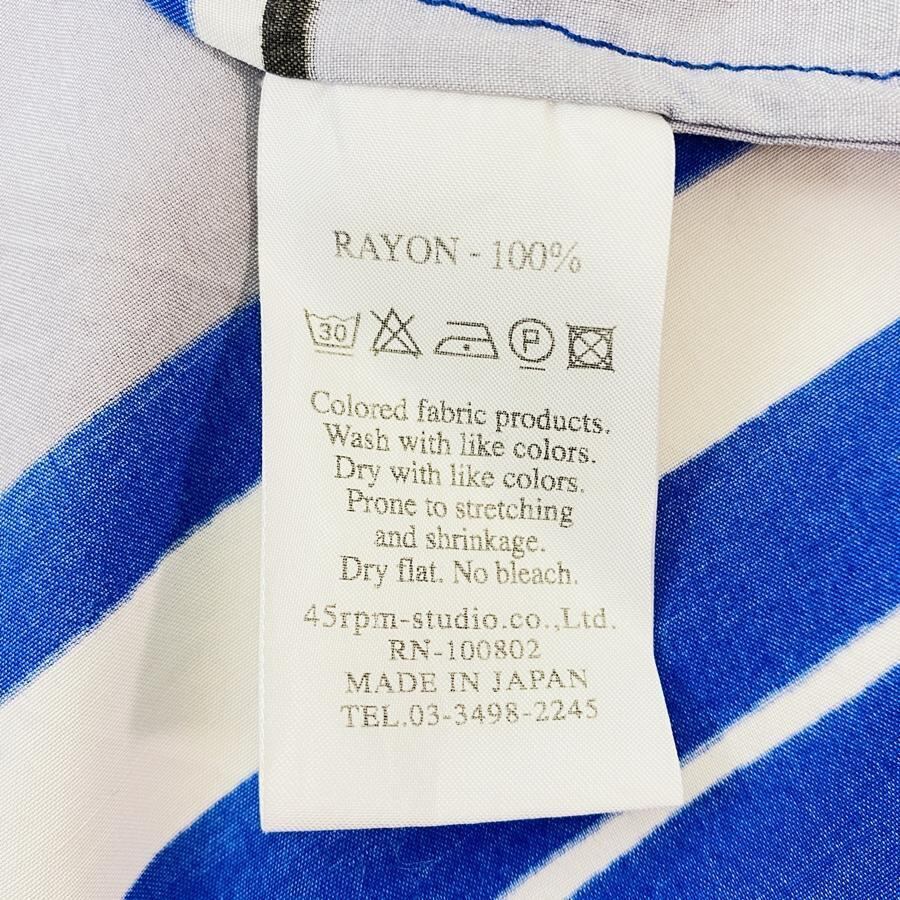 RAYON - 100%
30 P
Colored fabric products.
Wash with like colors.
Dry with like colors.
Prone to stretching
and shrinkage.
Dry flat. No bleach.
45rpm-studio.co.,Ltd.
RN-100802
MADE IN JAPAN
TEL.03-3498-2245